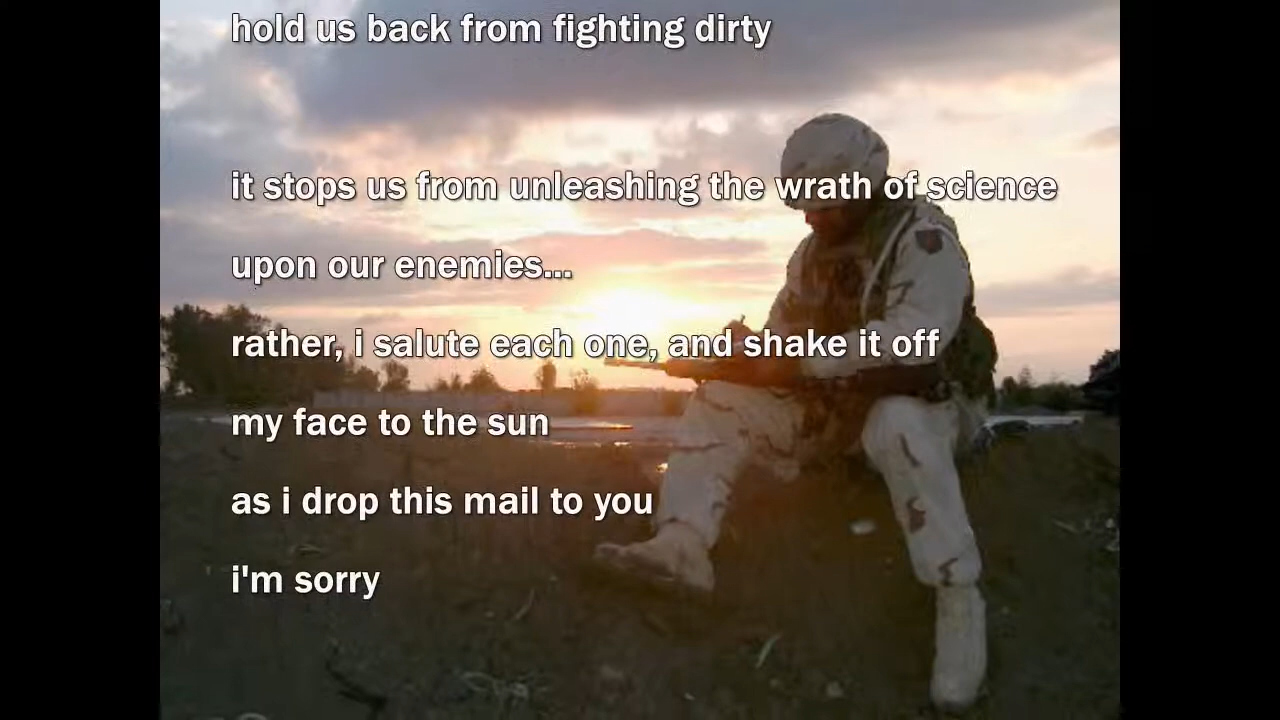 hold us back from fighting dirty
it stops us from unleashing the wrath of science
upon our enemies...
rather, i salute each one, and shake it off
my face to the sun
as i drop this mail to you
i'm sorry